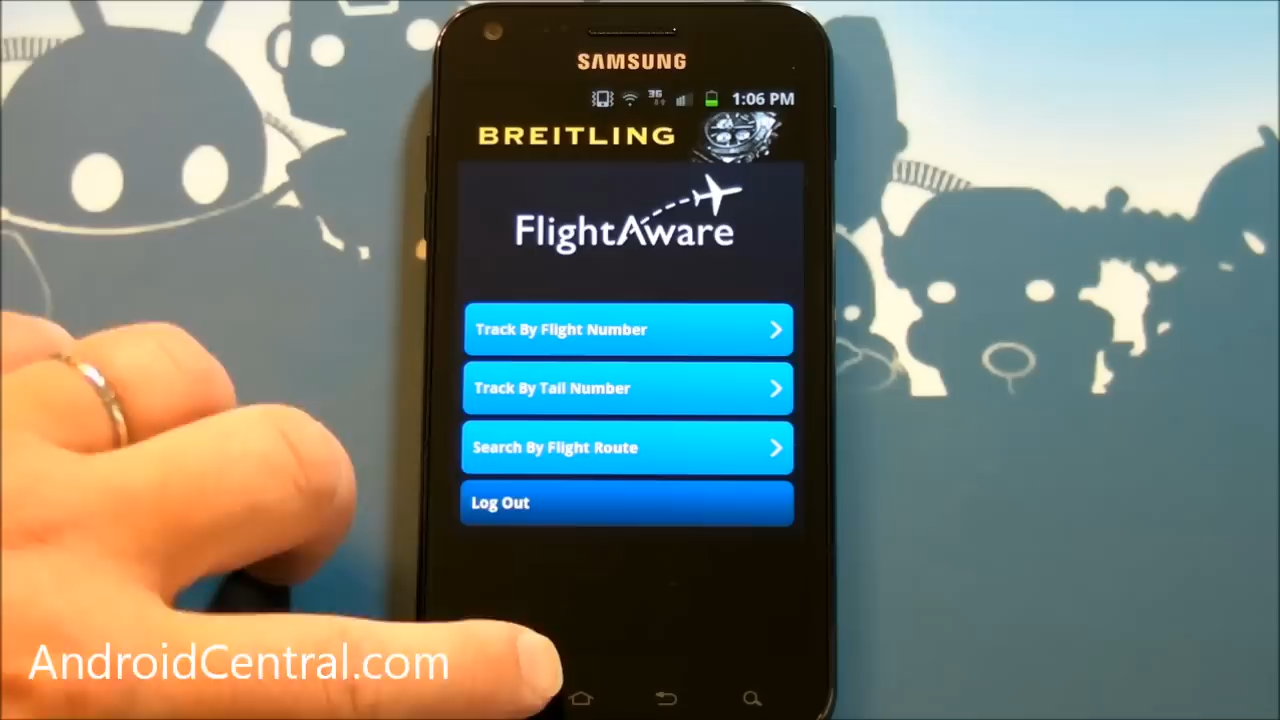 SAMSUNG
3G
1:06 PM
BREITLING
FlightAware
Track By Flight Number
Track By Tail Number
Search By Flight Route
Log Out
AndroidCentral.com